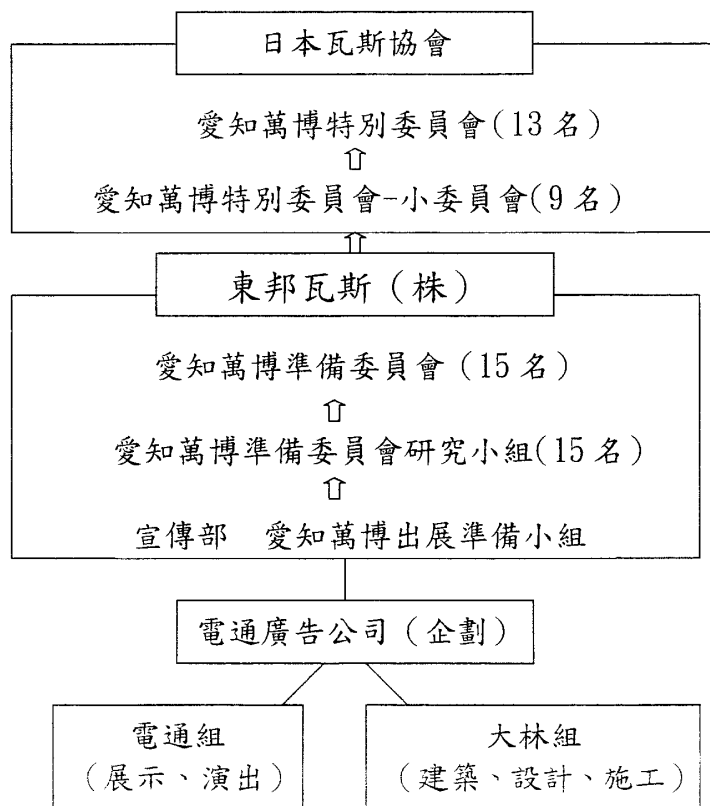 日本瓦斯協會
愛知萬博特別委員會(13名)
⇧
愛知萬博特別委員會-小委員會(9名)
⇧
東邦瓦斯(株)
愛知萬博準備委員會(15名)
⇧
愛知萬博準備委員會研究小組(15名)
⇧
宣傳部 愛知萬博出展準備小組
電通廣告公司(企劃)
電通組
(展示、演出)
大林組
(建築、設計、施工)